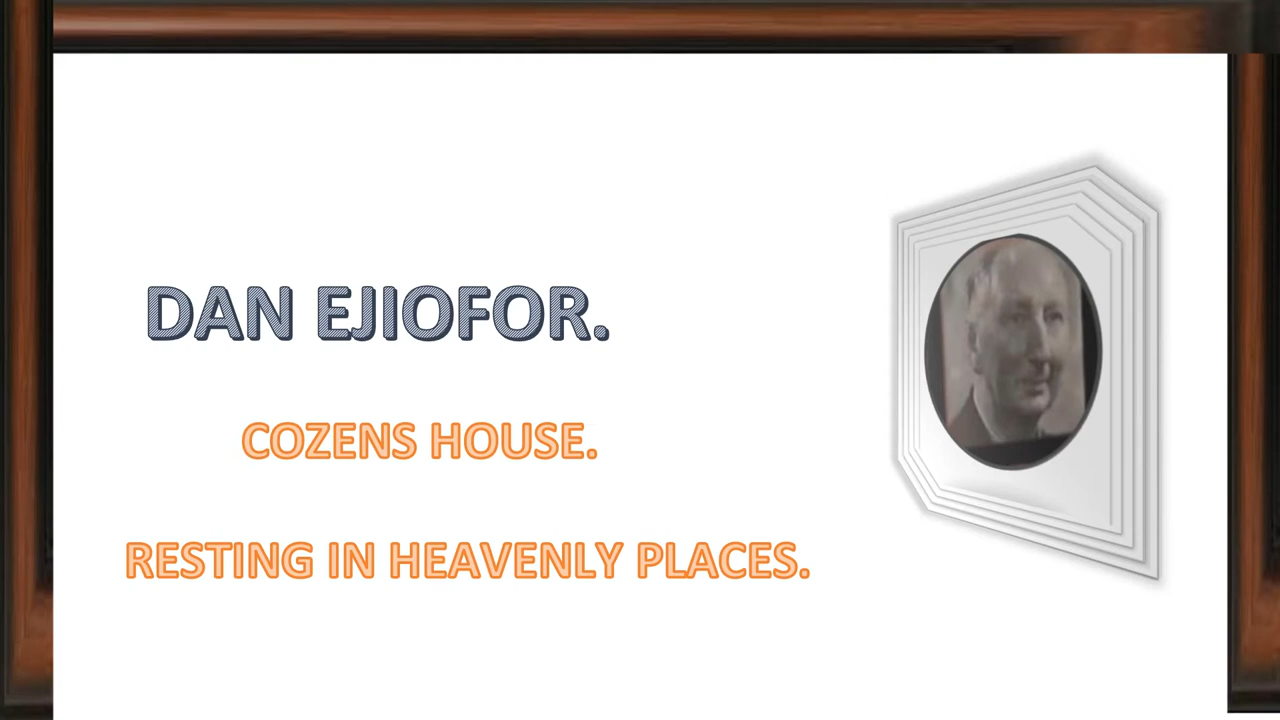 DAN EJIOFOR.
COZENS HOUSE.
RESTING IN HEAVENLY PLACES.